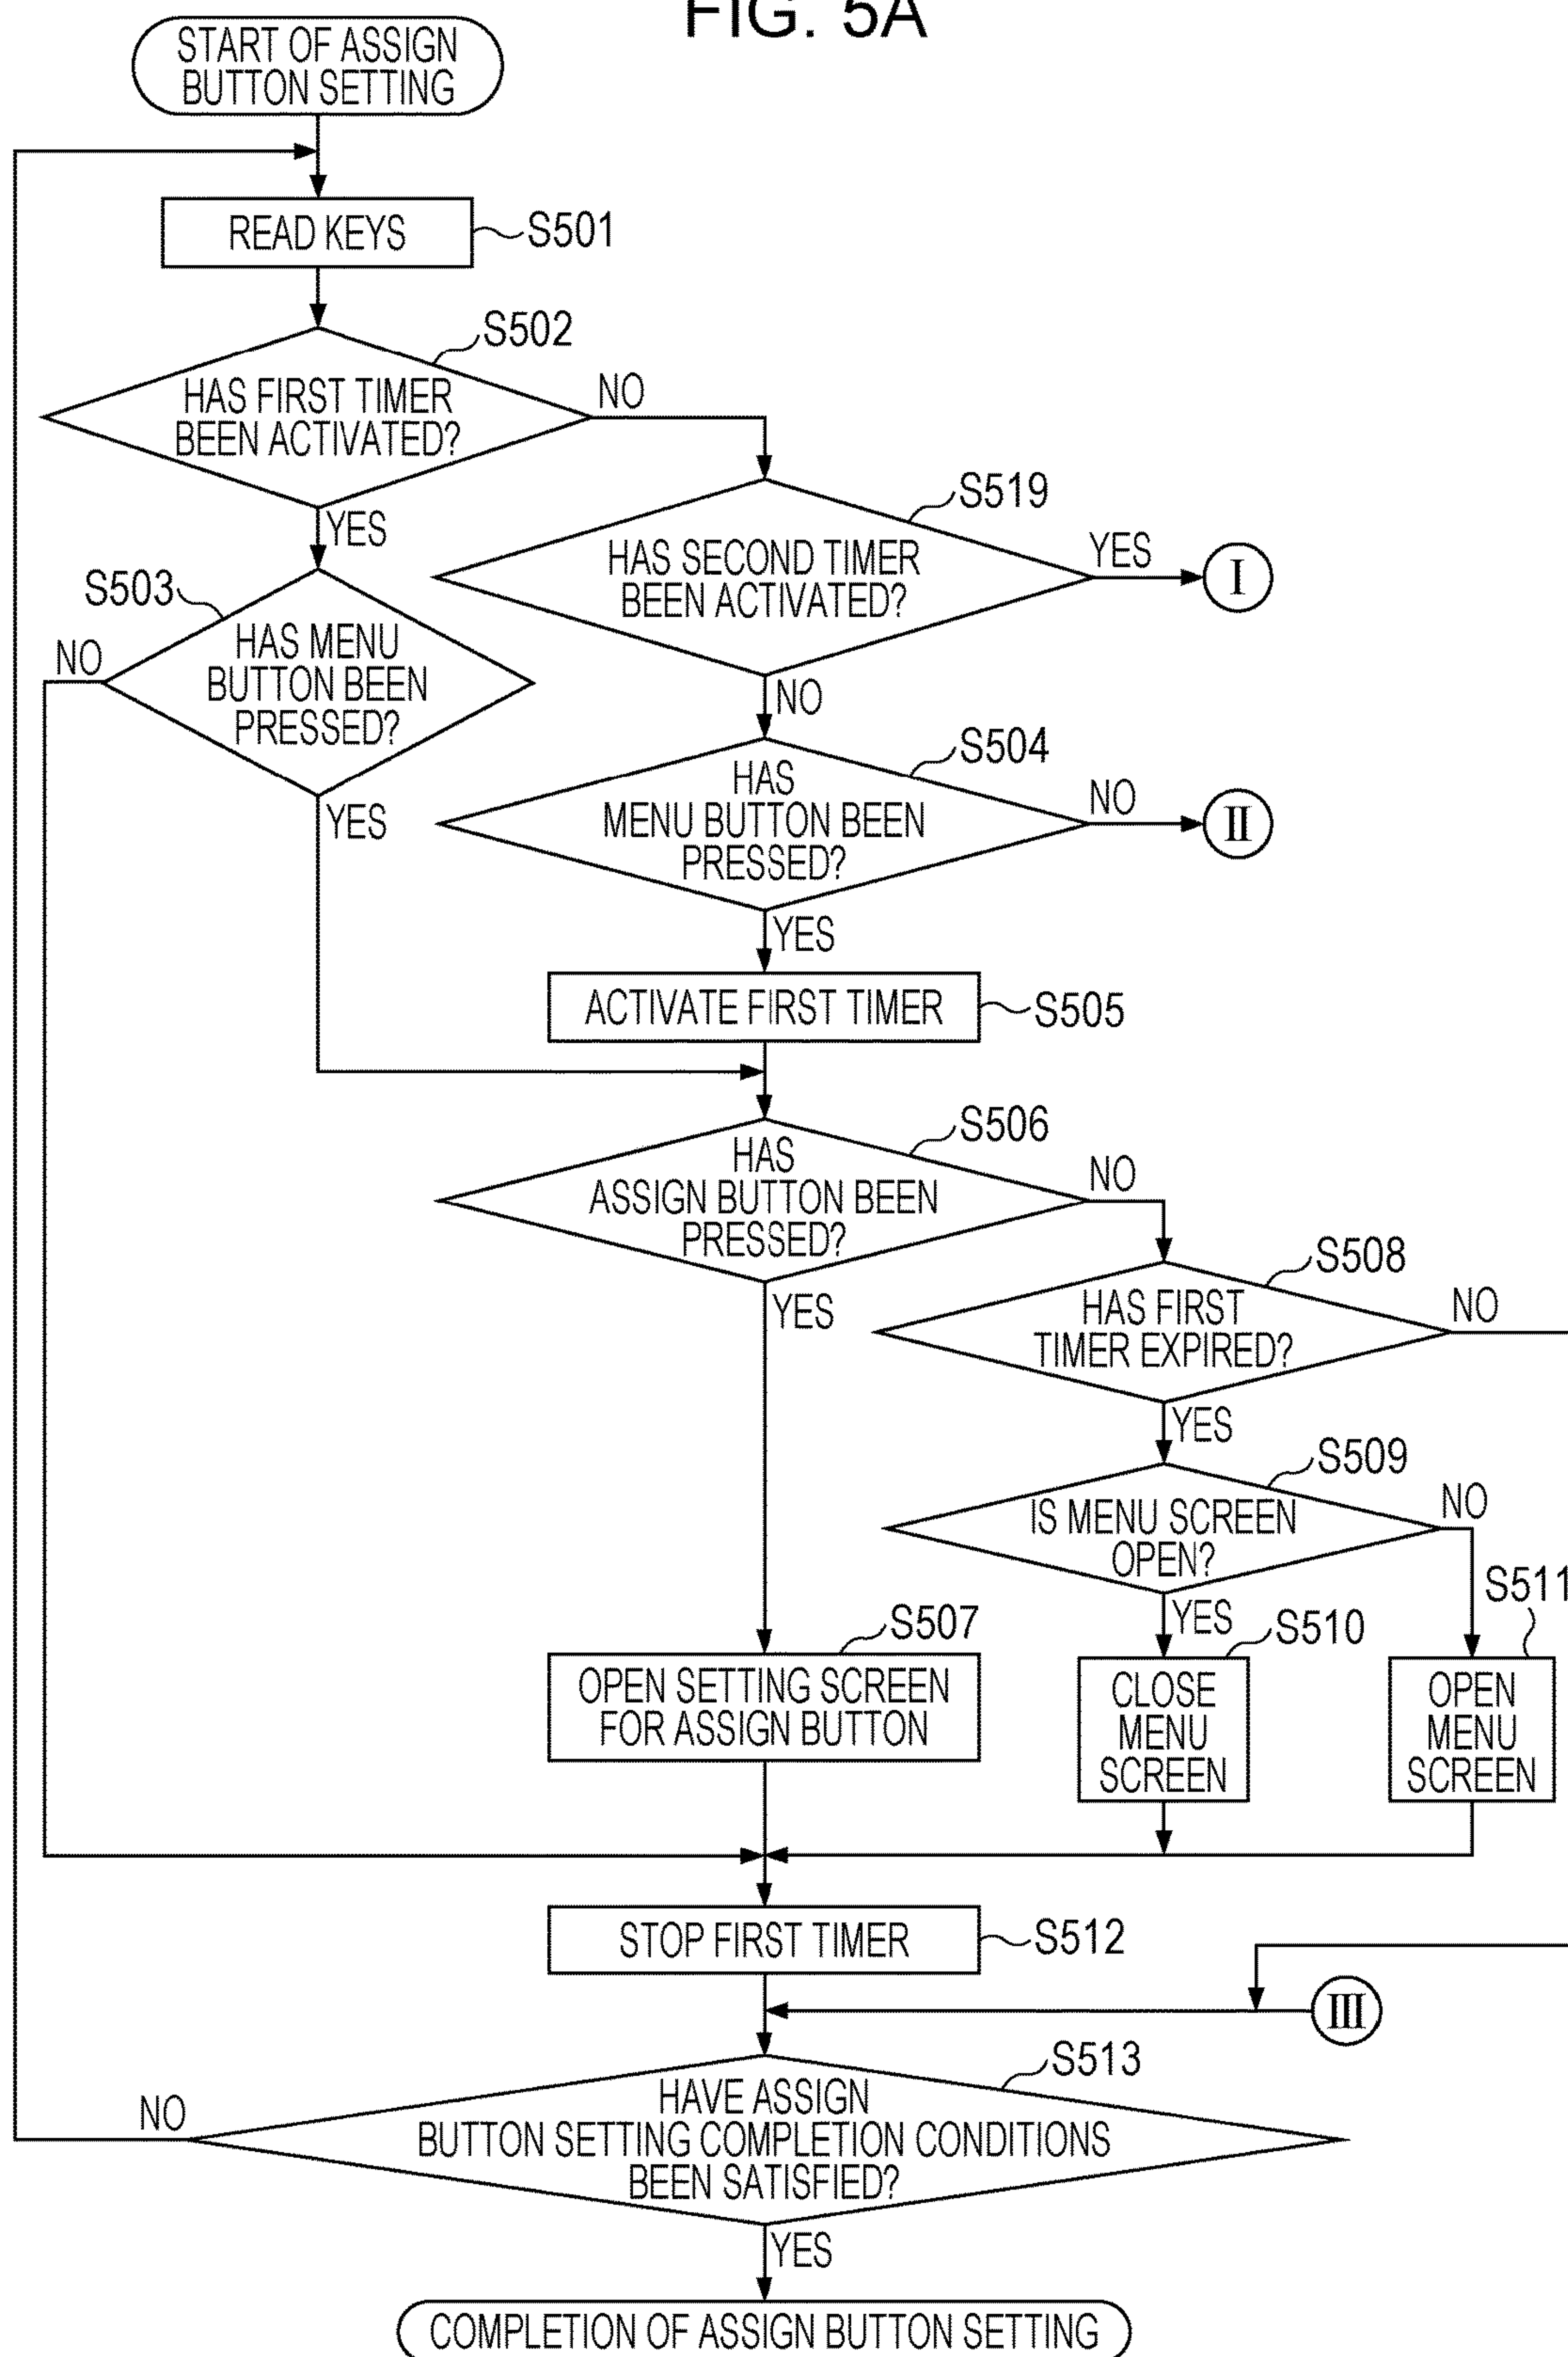 FIG. 5A
START OF ASSIGN
BUTTON SETTING
READ KEYS
S501
S502
HAS FIRST TIMER
BEEN ACTIVATED?
NO
YES
S519
HAS SECOND TIMER
BEEN ACTIVATED?
YES
I
NO
S503
HAS MENU
BUTTON BEEN
PRESSED?
NO
YES
S504
HAS
MENU BUTTON BEEN
PRESSED?
NO
II
YES
ACTIVATE FIRST TIMER
S505
S506
HAS
ASSIGN BUTTON BEEN
PRESSED?
NO
YES
S508
HAS FIRST
TIMER EXPIRED?
NO
YES
S509
IS MENU SCREEN
OPEN?
NO
YES
S507
OPEN SETTING SCREEN
FOR ASSIGN BUTTON
S510
CLOSE
MENU
SCREEN
S511
OPEN
MENU
SCREEN
STOP FIRST TIMER
S512
III
S513
HAVE ASSIGN
BUTTON SETTING COMPLETION CONDITIONS
BEEN SATISFIED?
NO
YES
COMPLETION OF ASSIGN BUTTON SETTING